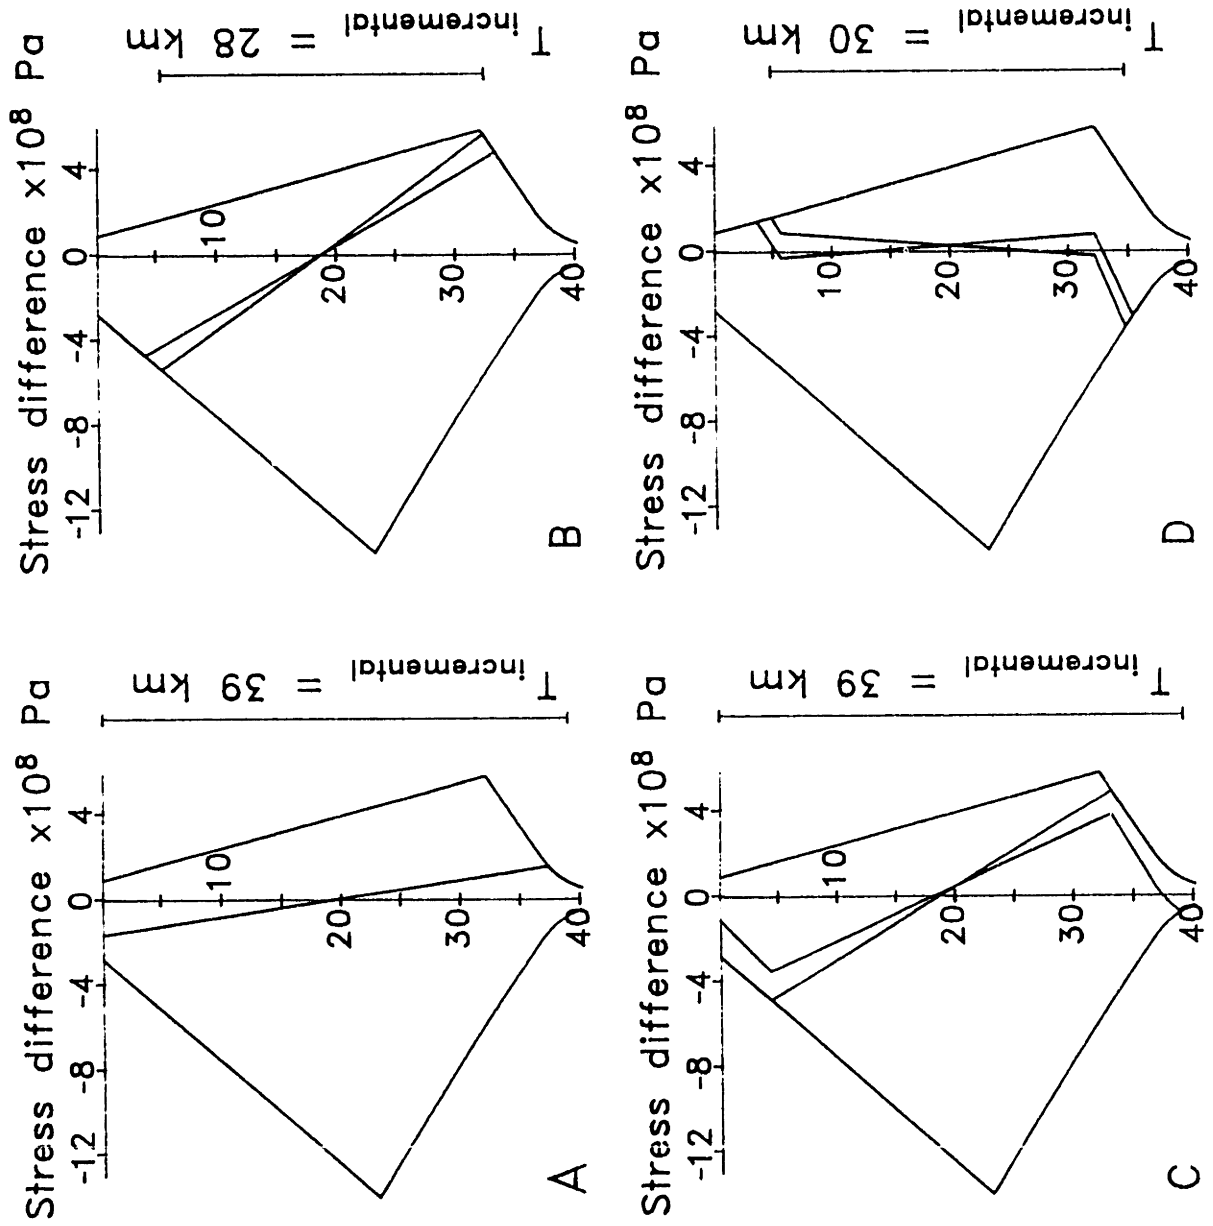 Stress difference x10⁸ Pa
-12 -8 -4 0 4
10
20
30
40
A
T incremental = 39 km
Stress difference x10⁸ Pa
-12 -8 -4 0 4
10
20
30
40
B
T incremental = 28 km
Stress difference x10⁸ Pa
-12 -8 -4 0 4
10
20
30
40
C
T incremental = 39 km
Stress difference x10⁸ Pa
-12 -8 -4 0 4
10
20
30
40
D
T incremental = 30 km